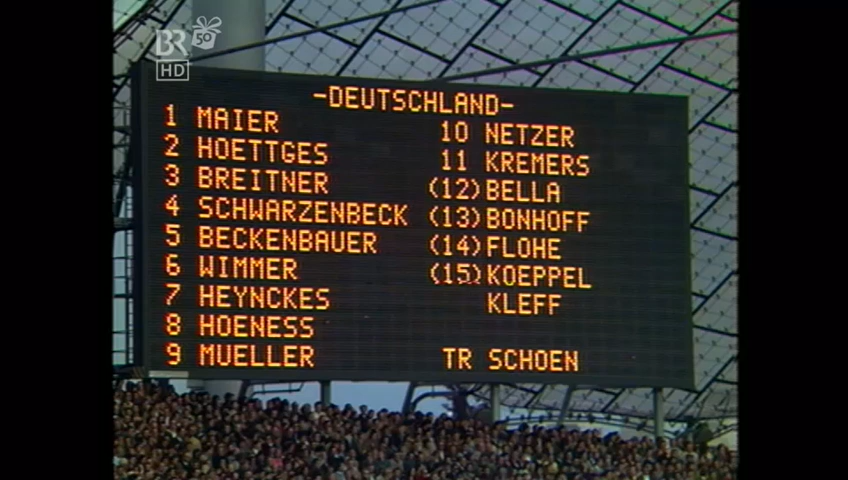 BR 50
HD
-DEUTSCHLAND-
1 MAIER
2 HOETTGES
3 BREITNER
4 SCHWARZENBECK
5 BECKENBAUER
6 WIMMER
7 HEYNCKES
8 HOENESS
9 MUELLER
10 NETZER
11 KREMERS
(12) BELLA
(13) BONHOFF
(14) FLOHE
(15) KOEPPEL
KLEFF
TR SCHOEN